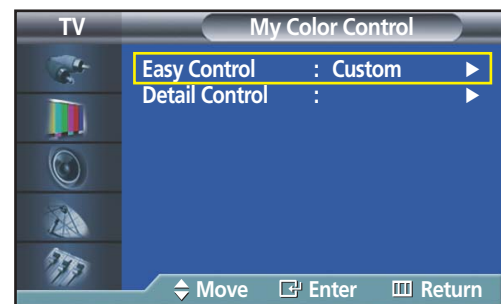 TV My Color Control
Easy Control : Custom ▶
Detail Control : ▶
Move Enter Return